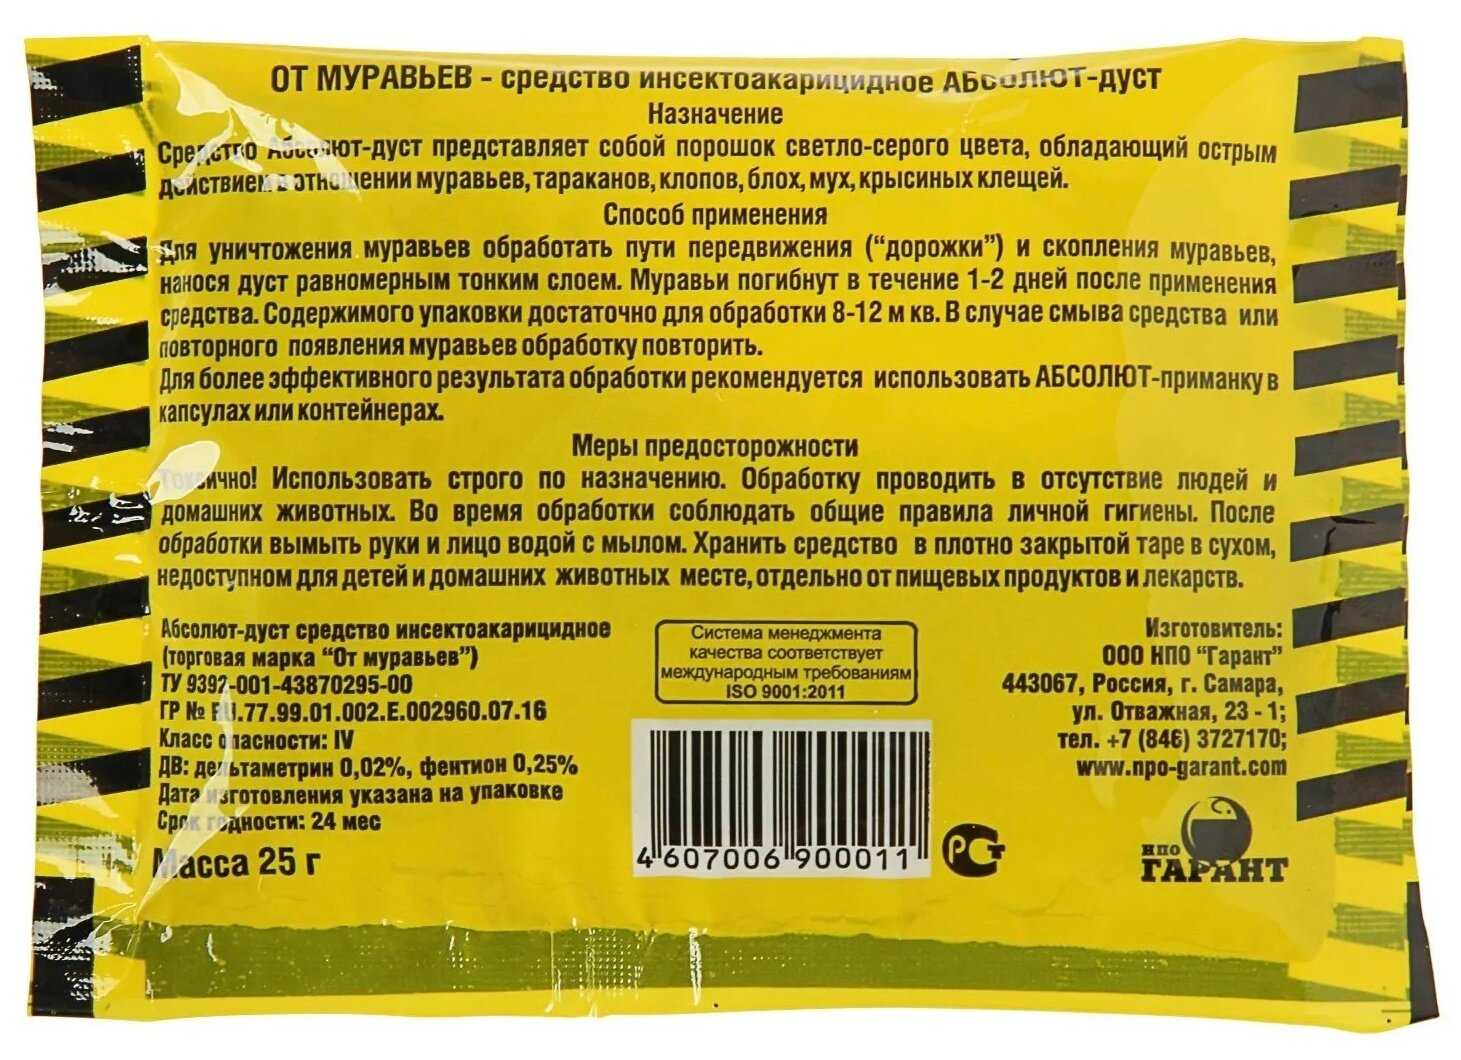 ОТ МУРАВЬЕВ - средство инсектоакарицидное АБСОЛЮТ-дуст
Назначение
Средство Абсолют-дуст представляет собой порошок светло-серого цвета, обладающий острым
действием в отношении муравьев, тараканов, клопов, блох, мух, крысиных клещей.
Способ применения
Для уничтожения муравьев обработать пути передвижения (“дорожки”) и скопления муравьев,
нанося дуст равномерным тонким слоем. Муравьи погибнут в течение 1-2 дней после применения
средства. Содержимого упаковки достаточно для обработки 8-12 м кв. В случае смыва средства или
повторного появления муравьев обработку повторить.
Для более эффективного результата обработки рекомендуется использовать АБСОЛЮТ-приманку в
капсулах или контейнерах.
Меры предосторожности
Токсично! Использовать строго по назначению. Обработку проводить в отсутствие людей и
домашних животных. Во время обработки соблюдать общие правила личной гигиены. После
обработки вымыть руки и лицо водой с мылом. Хранить средство в плотно закрытой таре в сухом,
недоступном для детей и домашних животных месте, отдельно от пищевых продуктов и лекарств.
Абсолют-дуст средство инсектоакарицидное
(торговая марка “От муравьев”)
ТУ 9392-001-43870295-00
ГР № RU.77.99.01.002.Е.002960.07.16
Класс опасности: IV
ДВ: дельтаметрин 0,02%, фентион 0,25%
Дата изготовления указана на упаковке
Срок годности: 24 мес
Масса 25 г
Система менеджмента
качества соответствует
международным требованиям
ISO 9001:2011
4 607006 900011
РСТ
Изготовитель:
ООО НПО “Гарант”
443067, Россия, г. Самара,
ул. Отважная, 23 - 1;
тел. +7 (846) 3727170;
www.npo-garant.com
НПО
ГАРАНТ